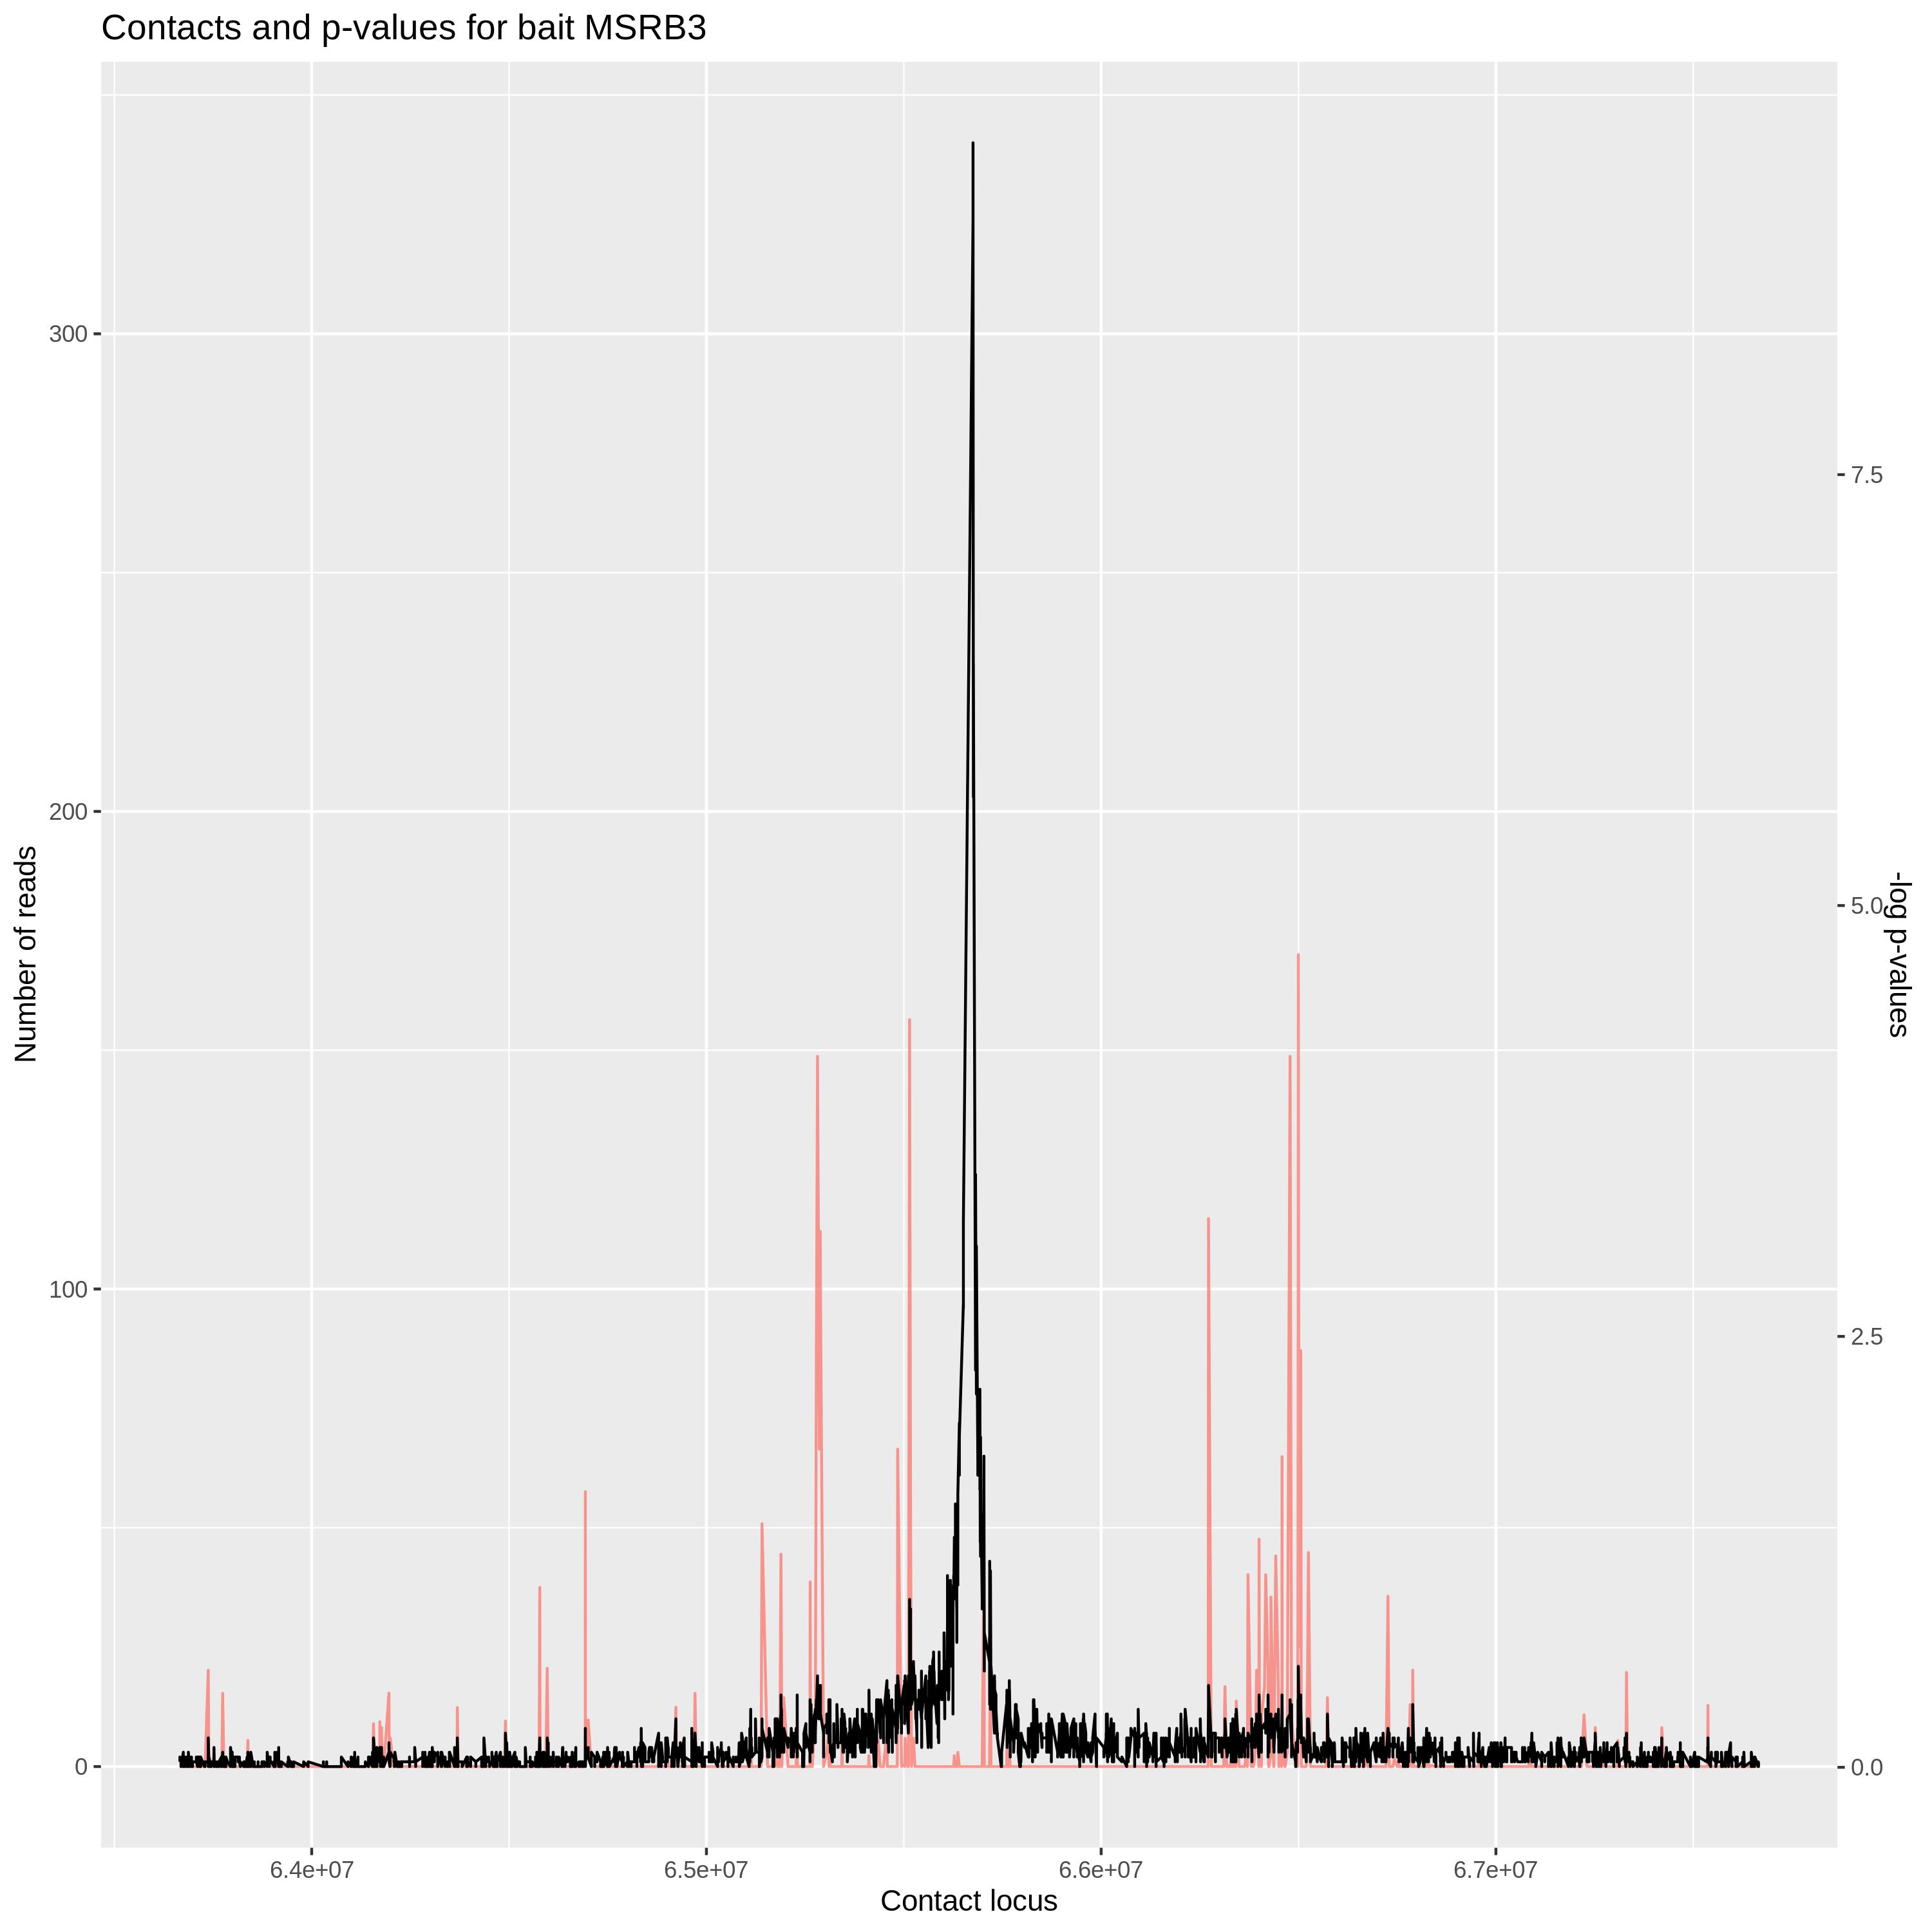 Contacts and p-values for bait MSRB3
300
200
100
0
Number of reads
7.5
5.0
2.5
0.0
-log p-values
6.4e+07
6.5e+07
6.6e+07
6.7e+07
Contact locus